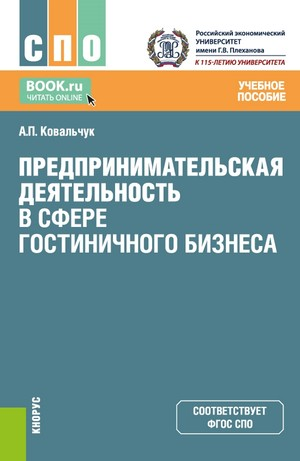 СПО
Российский экономический
УНИВЕРСИТЕТ
имени Г.В. Плеханова
К 115-ЛЕТИЮ УНИВЕРСИТЕТА
BOOK.ru
ЧИТАТЬ ONLINE
УЧЕБНОЕ
ПОСОБИЕ
А.П. Ковальчук
ПРЕДПРИНИМАТЕЛЬСКАЯ
ДЕЯТЕЛЬНОСТЬ
В СФЕРЕ
ГОСТИНИЧНОГО БИЗНЕСА
КНОРУС
СООТВЕТСТВУЕТ
ФГОС СПО